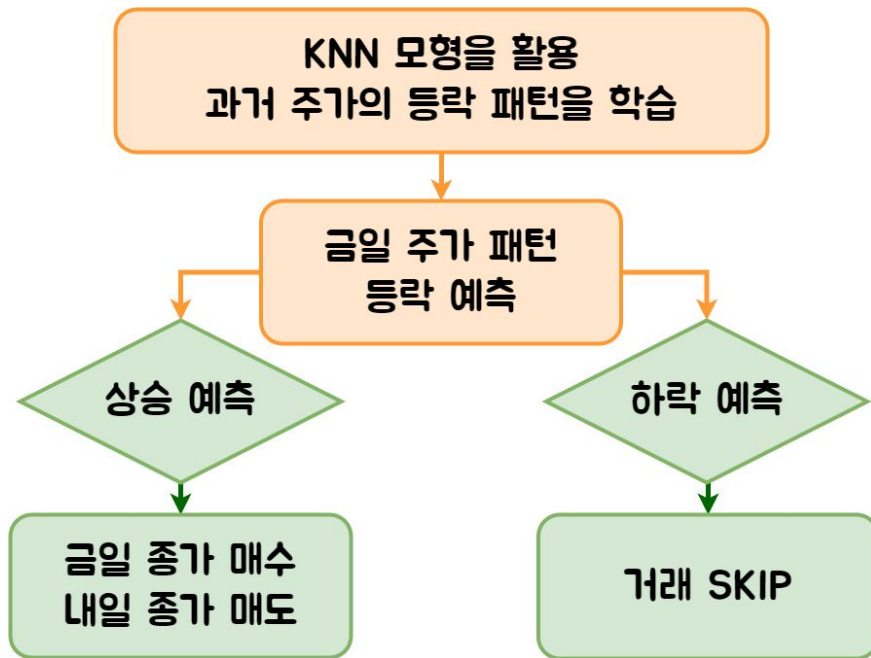 KNN 모형을 활용
과거 주가의 등락 패턴을 학습
금일 주가 패턴
등락 예측
상승 예측
하락 예측
금일 종가 매수
내일 종가 매도
거래 SKIP